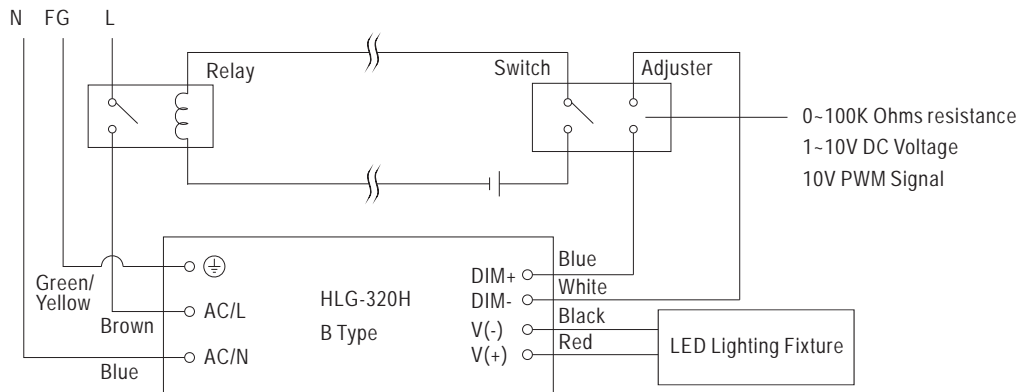 N FG L
Relay
Switch
Adjuster
0~100K Ohms resistance
1~10V DC Voltage
10V PWM Signal
Green/
Yellow
Brown
Blue
AC/L
AC/N
HLG-320H
B Type
DIM+
DIM-
V(-)
V(+)
Blue
White
Black
Red
LED Lighting Fixture